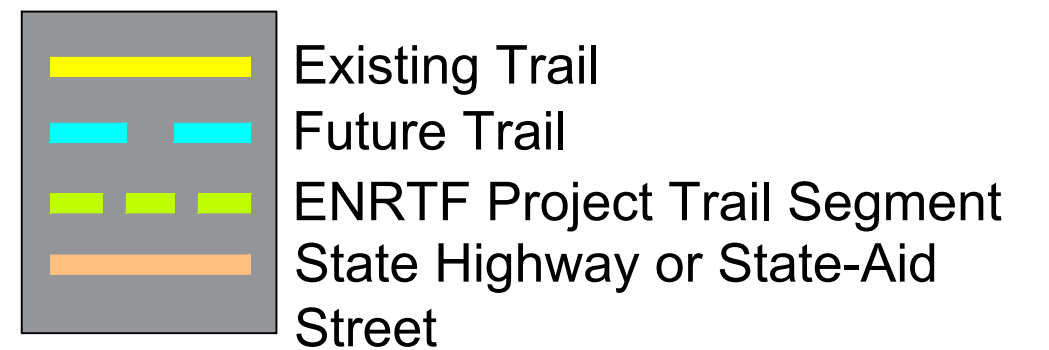 Existing Trail
Future Trail
ENRTF Project Trail Segment
State Highway or State-Aid
Street